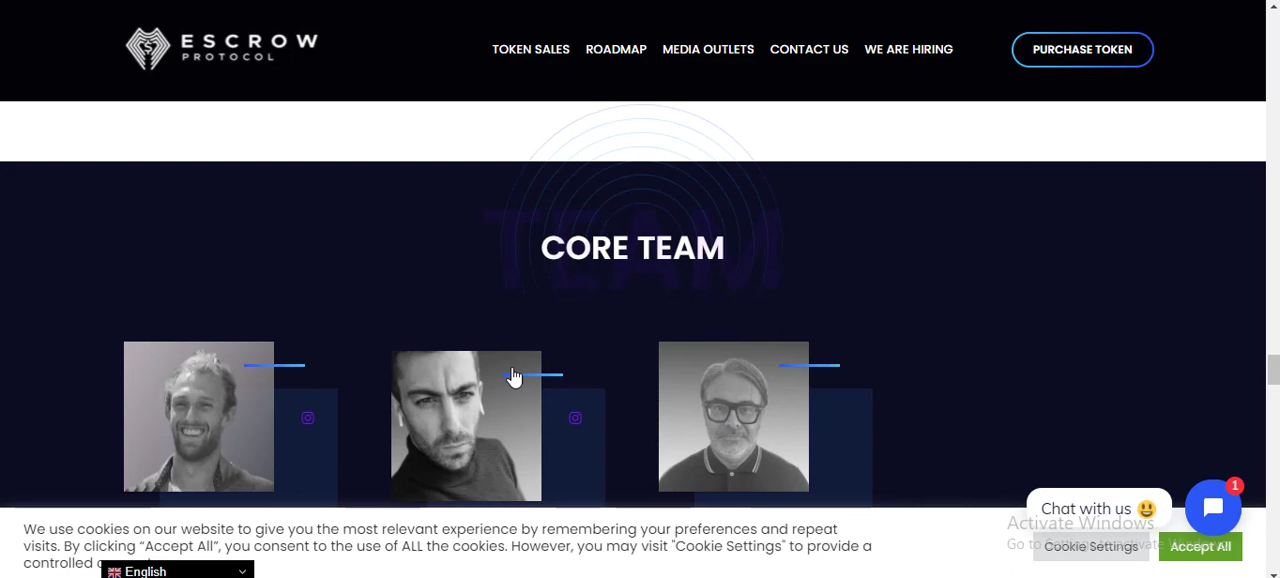 ESCROW
PROTOCOL
TOKEN SALES ROADMAP MEDIA OUTLETS CONTACT US WE ARE HIRING
PURCHASE TOKEN
TEAM
CORE TEAM
1
Chat with us 😃
Activate Windows
We use cookies on our website to give you the most relevant experience by remembering your preferences and repeat
visits. By clicking “Accept All”, you consent to the use of ALL the cookies. However, you may visit "Cookie Settings" to provide a
controlled
Cookie Settings
Accept All
English